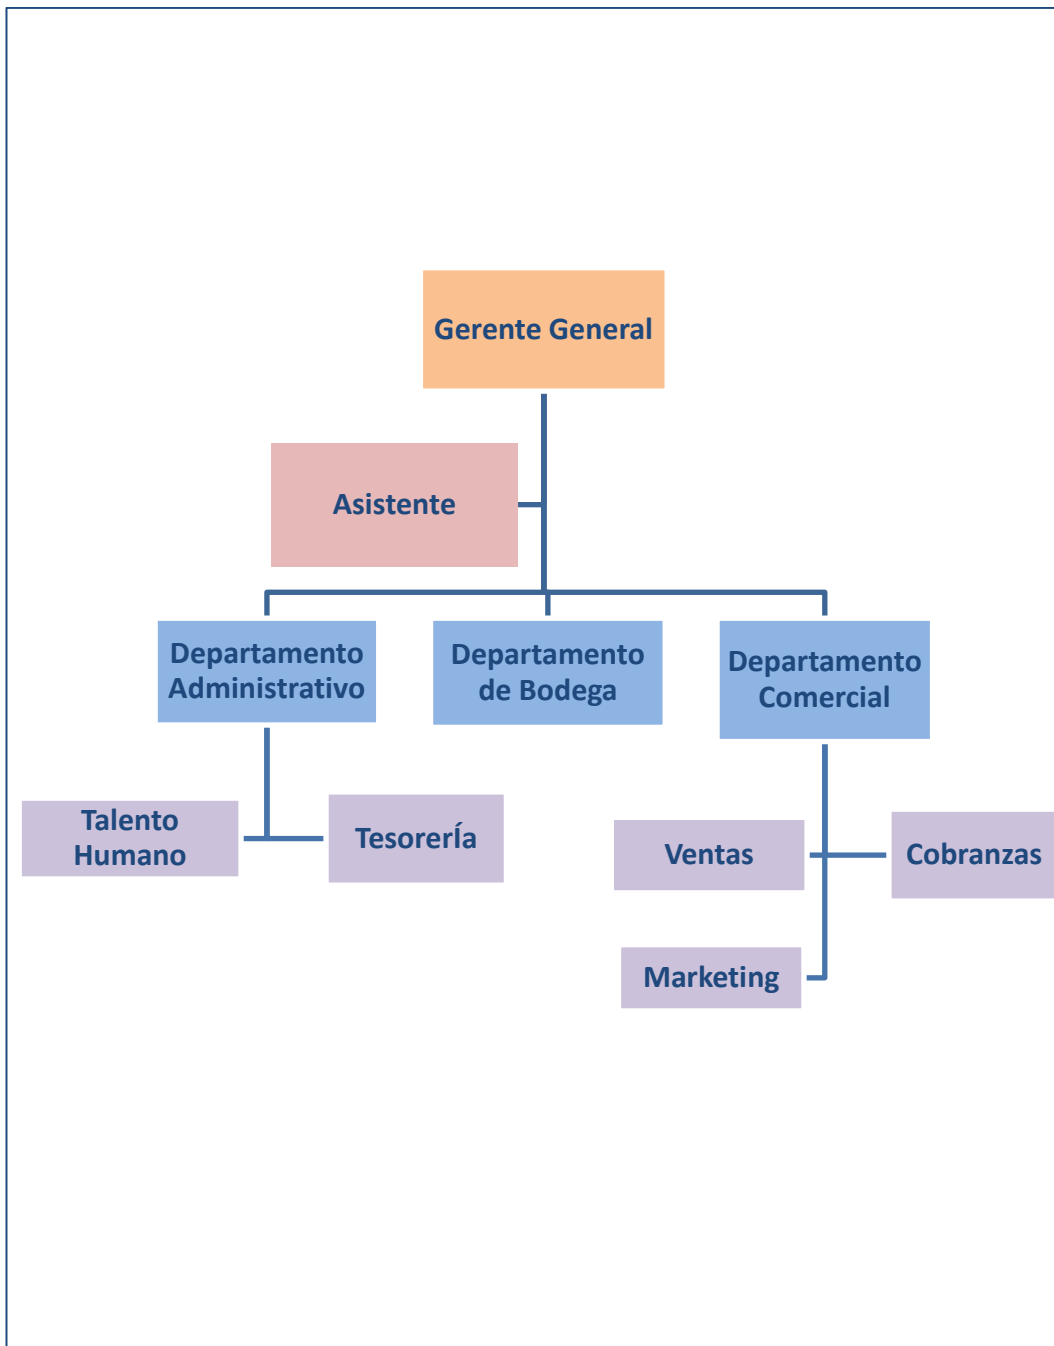 Gerente General
Asistente
Departamento
Administrativo
Departamento
de Bodega
Departamento
Comercial
Talento
Humano
TesorerÍa
Ventas
Cobranzas
Marketing